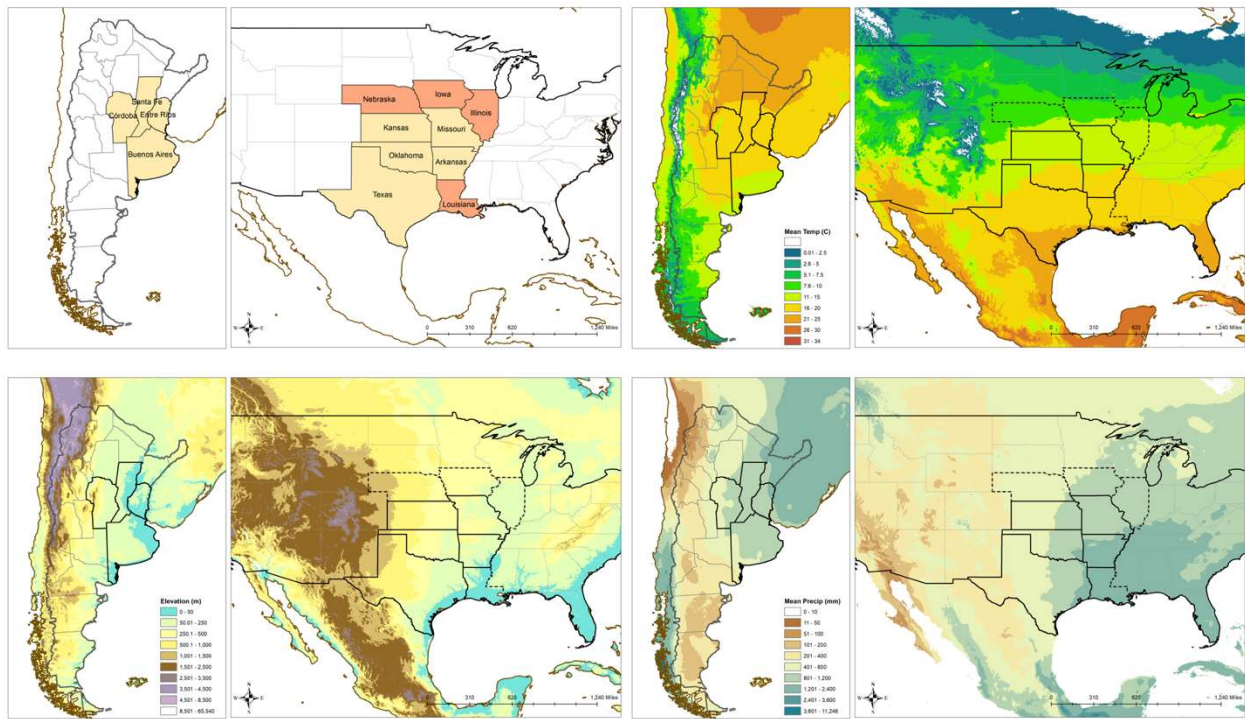 Santa Fé
Córdoba
Entre Ríos
Buenos Aires
W E
N
S
Nebraska
Iowa
Illinois
Kansas
Missouri
Oklahoma
Arkansas
Texas
Louisiana
0 310 620 1,240 Miles
Mean Temp (C)
0.01 - 2.5
2.6 - 5
5.1 - 7.5
7.6 - 10
11 - 15
16 - 20
21 - 25
26 - 30
31 - 34
W E
N
S
0 310 620 1,240 Miles
Elevation (m)
0 - 50
50.01 - 250
250.1 - 500
500.1 - 1,000
1,001 - 1,500
1,501 - 2,500
2,501 - 3,500
3,501 - 4,500
4,501 - 6,500
6,501 - 65,540
W E
N
S
0 310 620 1,240 Miles
Mean Precip (mm)
0 - 10
11 - 50
51 - 100
101 - 200
201 - 400
401 - 800
801 - 1,200
1,201 - 2,400
2,401 - 3,600
3,601 - 11,246
W E
N
S
0 310 620 1,240 Miles